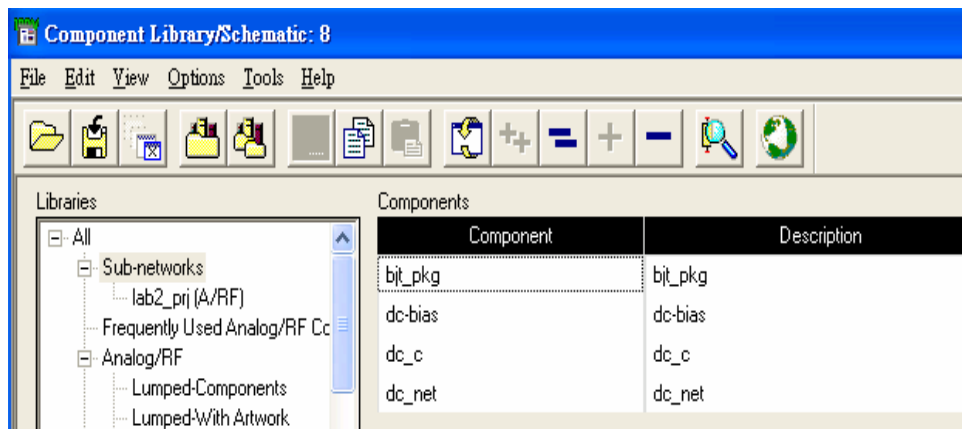 Component Library/Schematic: 8
File Edit View Options Tools Help
Libraries
All
Sub-networks
lab2_prj (A/RF)
Frequently Used Analog/RF Cc
Analog/RF
Lumped-Components
Lumped-With Artwork
Components
Component Description
bjt_pkg bjt_pkg
dc-bias dc-bias
dc_c dc_c
dc_net dc_net